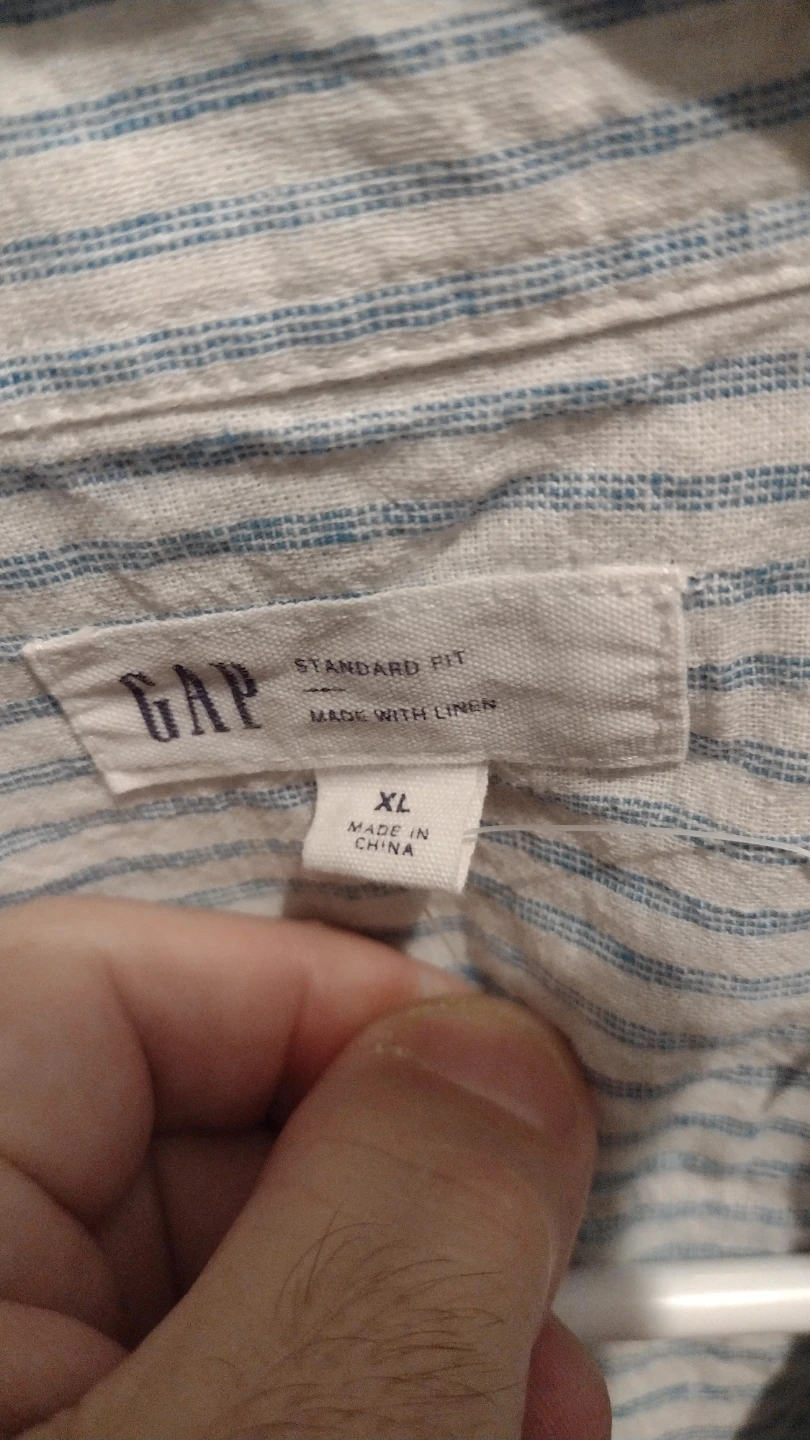 GAP
STANDARD FIT
MADE WITH LINEN
XL
MADE IN
CHINA